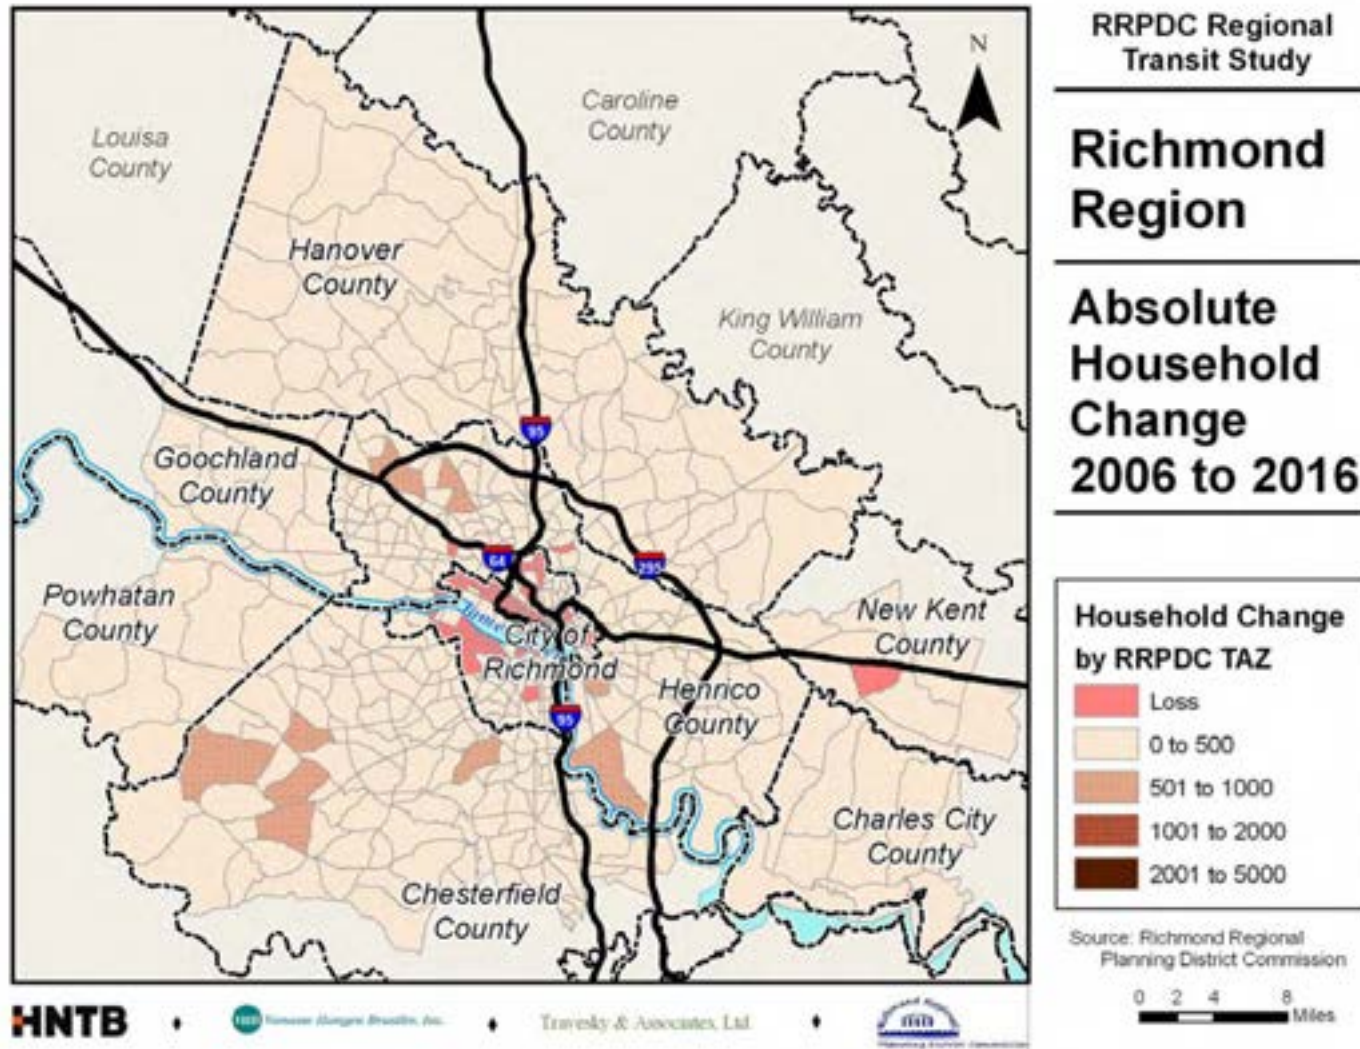 RRPDC Regional
Transit Study
Richmond
Region
Absolute
Household
Change
2006 to 2016
Household Change
by RRPDC TAZ
Loss
0 to 500
501 to 1000
1001 to 2000
2001 to 5000
Source: Richmond Regional
Planning District Commission
0 2 4 8
Miles
N
Louisa
County
Caroline
County
Hanover
County
King William
County
95
Goochland
County
64
295
Powhatan
County
City of
Richmond
New Kent
County
Henrico
County
95
Charles City
County
Chesterfield
County
HNTB
Travesky & Associates, Ltd